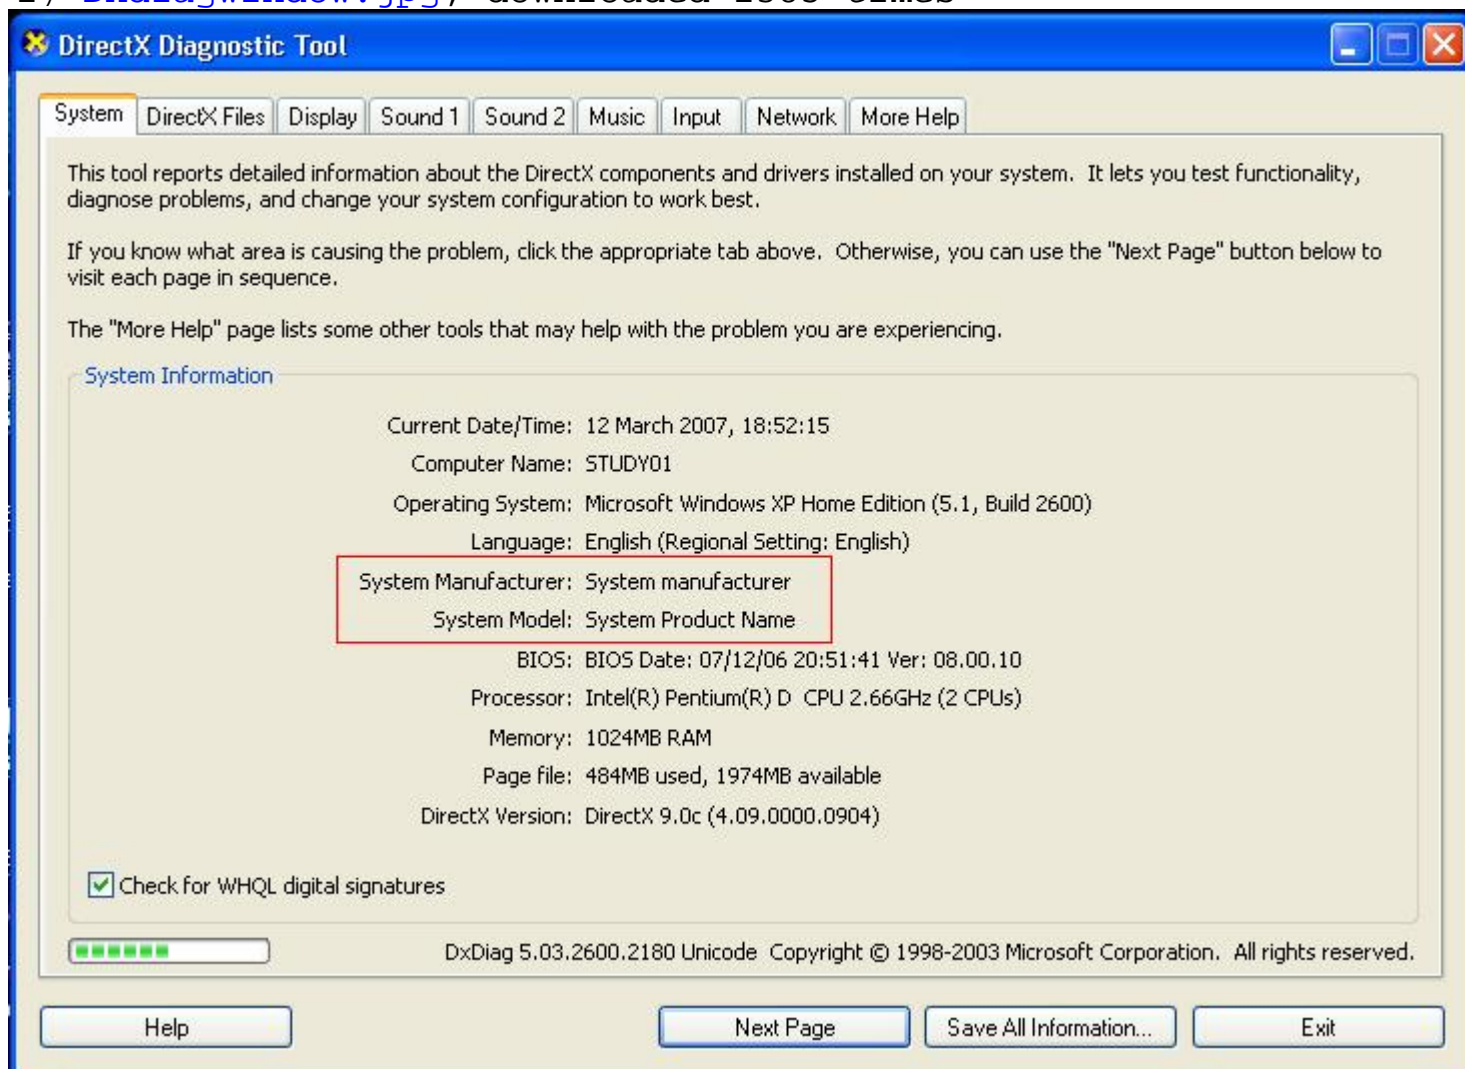 DirectX Diagnostic Tool
System DirectX Files Display Sound 1 Sound 2 Music Input Network More Help
This tool reports detailed information about the DirectX components and drivers installed on your system. It lets you test functionality,
diagnose problems, and change your system configuration to work best.
If you know what area is causing the problem, click the appropriate tab above. Otherwise, you can use the "Next Page" button below to
visit each page in sequence.
The "More Help" page lists some other tools that may help with the problem you are experiencing.
System Information
Current Date/Time: 12 March 2007, 18:52:15
Computer Name: STUDY01
Operating System: Microsoft Windows XP Home Edition (5.1, Build 2600)
Language: English (Regional Setting: English)
System Manufacturer: System manufacturer
System Model: System Product Name
BIOS: BIOS Date: 07/12/06 20:51:41 Ver: 08.00.10
Processor: Intel(R) Pentium(R) D CPU 2.66GHz (2 CPUs)
Memory: 1024MB RAM
Page file: 484MB used, 1974MB available
DirectX Version: DirectX 9.0c (4.09.0000.0904)
Check for WHQL digital signatures
DxDiag 5.03.2600.2180 Unicode Copyright © 1998-2003 Microsoft Corporation. All rights reserved.
Help Next Page Save All Information... Exit